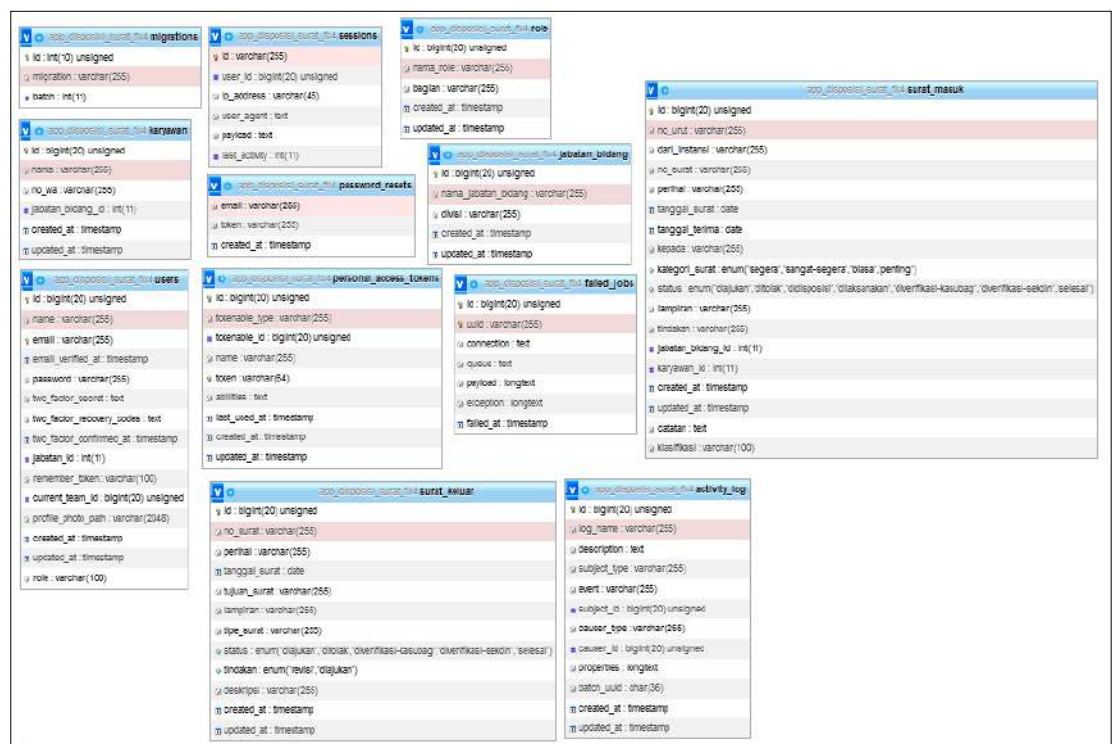 app_disposisi_surat_fix4 migrations
id : int(10) unsigned
migration : varchar(255)
batch : int(11)
app_disposisi_surat_fix4 sessions
id : varchar(255)
user_id : bigint(20) unsigned
ip_address : varchar(45)
user_agent : text
payload : text
last_activity : int(11)
app_disposisi_surat_fix4 role
id : bigint(20) unsigned
nama_role : varchar(255)
bagian : varchar(255)
created_at : timestamp
updated_at : timestamp
app_disposisi_surat_fix4 surat_masuk
id : bigint(20) unsigned
no_urut : varchar(255)
dari_instansi : varchar(255)
no_surat : varchar(255)
perihal : varchar(255)
tanggal_surat : date
tanggal_terima : date
kepada : varchar(255)
kategori_surat : enum('segera','sangat-segera','biasa','penting')
status : enum('diajukan','ditolak','didisposisi','dilaksanakan','diverifikasi-kasubag','diverifikasi-sekdin','selesai')
lampiran : varchar(255)
tindakan : varchar(255)
jabatan_bidang_id : int(11)
karyawan_id : int(11)
created_at : timestamp
updated_at : timestamp
catatan : text
klasifikasi : varchar(100)
app_disposisi_surat_fix4 karyawan
id : bigint(20) unsigned
nama : varchar(255)
no_wa : varchar(255)
jabatan_bidang_id : int(11)
created_at : timestamp
updated_at : timestamp
app_disposisi_surat_fix4 password_resets
email : varchar(255)
token : varchar(255)
created_at : timestamp
app_disposisi_surat_fix4 jabatan_bidang
id : bigint(20) unsigned
nama_jabatan_bidang : varchar(255)
divisi : varchar(255)
created_at : timestamp
updated_at : timestamp
app_disposisi_surat_fix4 users
id : bigint(20) unsigned
name : varchar(255)
email : varchar(255)
email_verified_at : timestamp
password : varchar(255)
two_factor_secret : text
two_factor_recovery_codes : text
two_factor_confirmed_at : timestamp
jabatan_id : int(11)
remember_token : varchar(100)
current_team_id : bigint(20) unsigned
profile_photo_path : varchar(2048)
created_at : timestamp
updated_at : timestamp
role : varchar(100)
app_disposisi_surat_fix4 personal_access_tokens
id : bigint(20) unsigned
tokenable_type : varchar(255)
tokenable_id : bigint(20) unsigned
name : varchar(255)
token : varchar(64)
abilities : text
last_used_at : timestamp
created_at : timestamp
updated_at : timestamp
app_disposisi_surat_fix4 failed_jobs
id : bigint(20) unsigned
uuid : varchar(255)
connection : text
queue : text
payload : longtext
exception : longtext
failed_at : timestamp
app_disposisi_surat_fix4 surat_keluar
id : bigint(20) unsigned
no_surat : varchar(255)
perihal : varchar(255)
tanggal_surat : date
tujuan_surat : varchar(255)
lampiran : varchar(255)
tipe_surat : varchar(255)
status : enum('diajukan','ditolak','diverifikasi-kasubag','diverifikasi-sekdin','selesai')
tindakan : enum('revisi','diajukan')
deskripsi : varchar(255)
created_at : timestamp
updated_at : timestamp
app_disposisi_surat_fix4 activity_log
id : bigint(20) unsigned
log_name : varchar(255)
description : text
subject_type : varchar(255)
event : varchar(255)
subject_id : bigint(20) unsigned
causer_type : varchar(255)
causer_id : bigint(20) unsigned
properties : longtext
batch_uuid : char(36)
created_at : timestamp
updated_at : timestamp